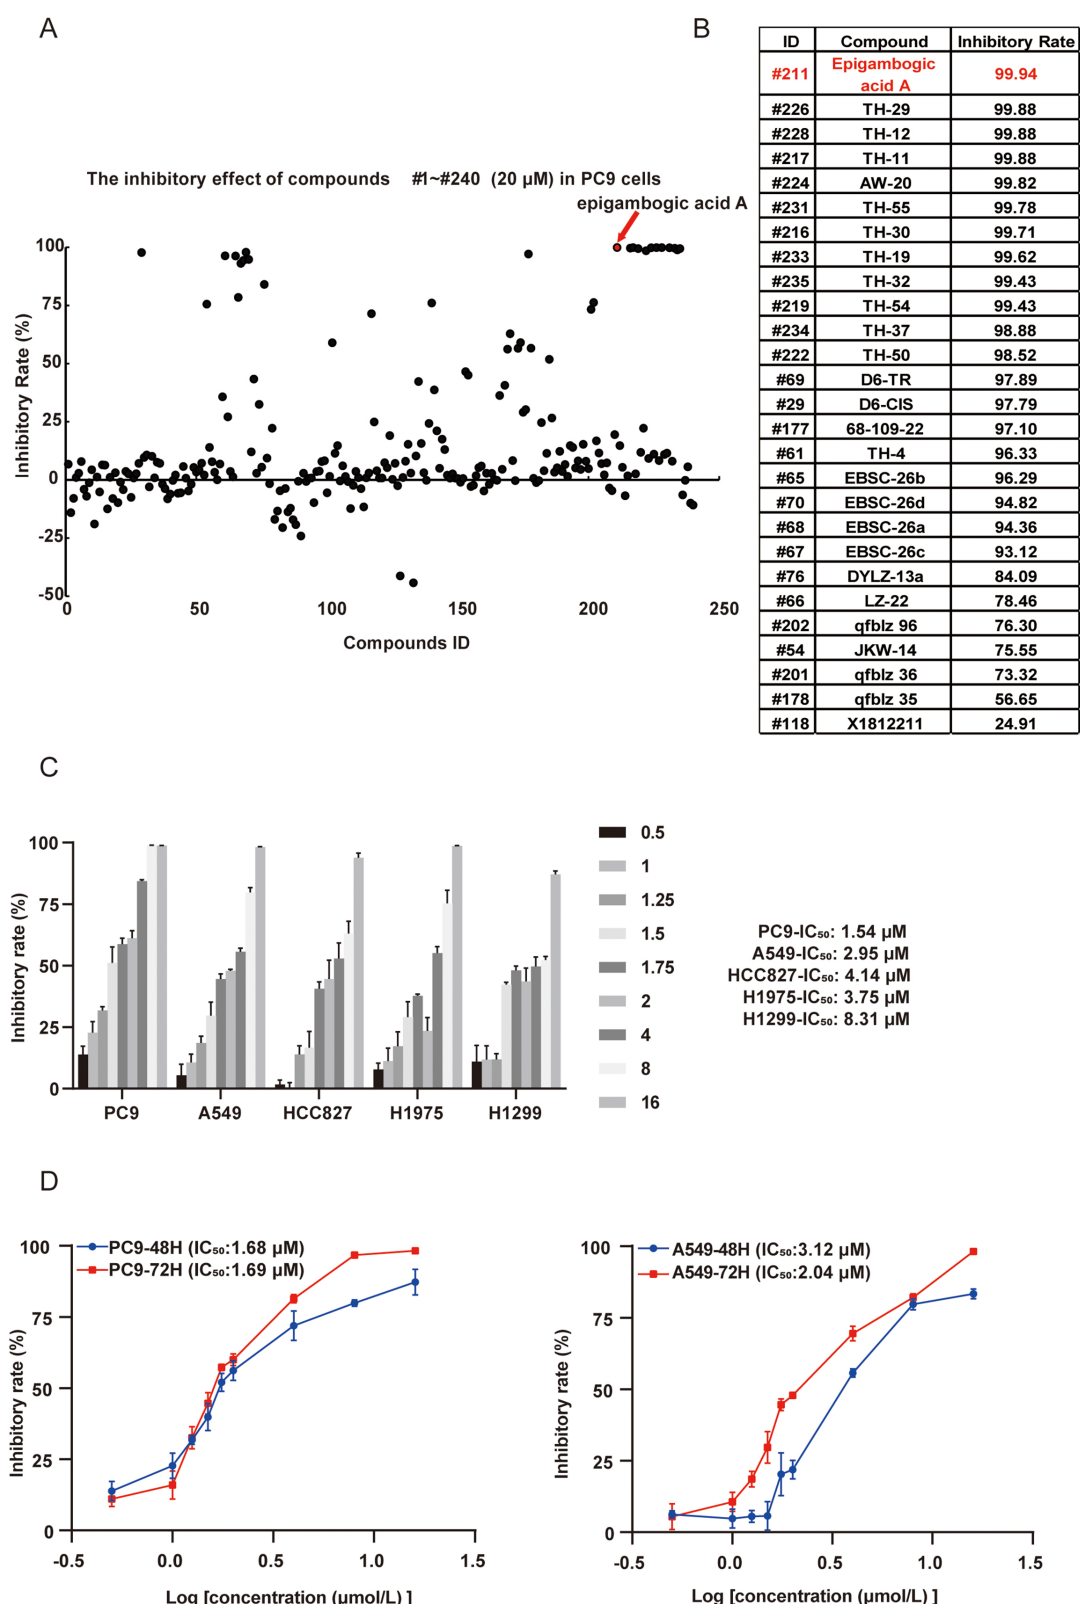 A
The inhibitory effect of compounds #1~#240 (20 μM) in PC9 cells
epigambogic acid A
Inhibitory Rate (%)
100
75
50
25
0
-25
-50
0 50 100 150 200 250
Compounds ID
B
ID Compound Inhibitory Rate
#211 Epigambogic acid A 99.94
#226 TH-29 99.88
#228 TH-12 99.88
#217 TH-11 99.88
#224 AW-20 99.82
#231 TH-55 99.78
#216 TH-30 99.71
#233 TH-19 99.62
#235 TH-32 99.43
#219 TH-54 99.43
#234 TH-37 98.88
#222 TH-50 98.52
#69 D6-TR 97.89
#29 D6-CIS 97.79
#177 68-109-22 97.10
#61 TH-4 96.33
#65 EBSC-26b 96.29
#70 EBSC-26d 94.82
#68 EBSC-26a 94.36
#67 EBSC-26c 93.12
#76 DYLZ-13a 84.09
#66 LZ-22 78.46
#202 qfblz 96 76.30
#54 JKW-14 75.55
#201 qfblz 36 73.32
#178 qfblz 35 56.65
#118 X1812211 24.91
C
Inhibitory rate (%)
100
75
50
25
0
PC9 A549 HCC827 H1975 H1299
0.5
1
1.25
1.5
1.75
2
4
8
16
PC9-IC₅₀: 1.54 μM
A549-IC₅₀: 2.95 μM
HCC827-IC₅₀: 4.14 μM
H1975-IC₅₀: 3.75 μM
H1299-IC₅₀: 8.31 μM
D
Inhibitory rate (%)
100
75
50
25
0
PC9-48H (IC₅₀:1.68 μM)
PC9-72H (IC₅₀:1.69 μM)
-0.5 0.0 0.5 1.0 1.5
Log [concentration (μmol/L) ]
Inhibitory rate (%)
100
75
50
25
0
A549-48H (IC₅₀:3.12 μM)
A549-72H (IC₅₀:2.04 μM)
-0.5 0.0 0.5 1.0 1.5
Log [concentration (μmol/L) ]